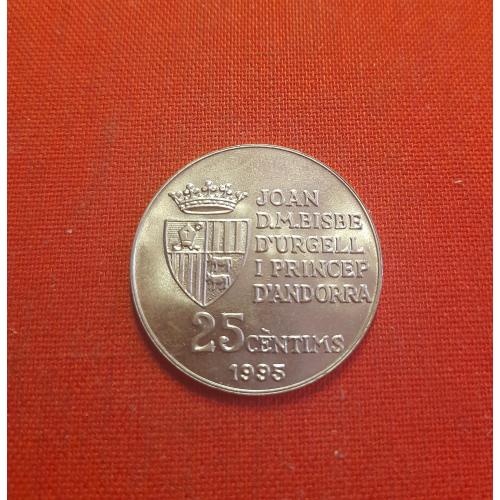 JOAN
D.M.BISBE
D'URGELL
I PRINCEP
D'ANDORRA
25 CÈNTIMS
1995